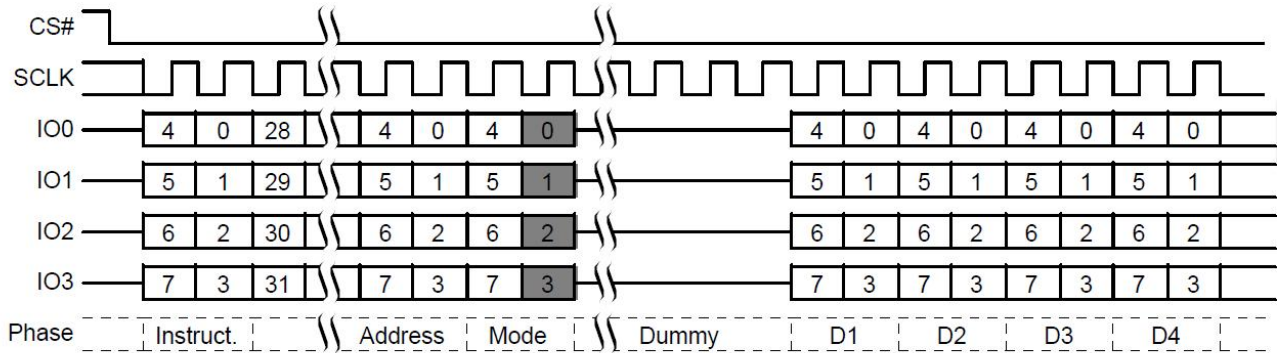 CS#
SCLK
IO0 4 0 28 4 0 4 0 4 0 4 0 4 0 4 0
IO1 5 1 29 5 1 5 1 5 1 5 1 5 1 5 1
IO2 6 2 30 6 2 6 2 6 2 6 2 6 2 6 2
IO3 7 3 31 7 3 7 3 7 3 7 3 7 3 7 3
Phase Instruct. Address Mode Dummy D1 D2 D3 D4